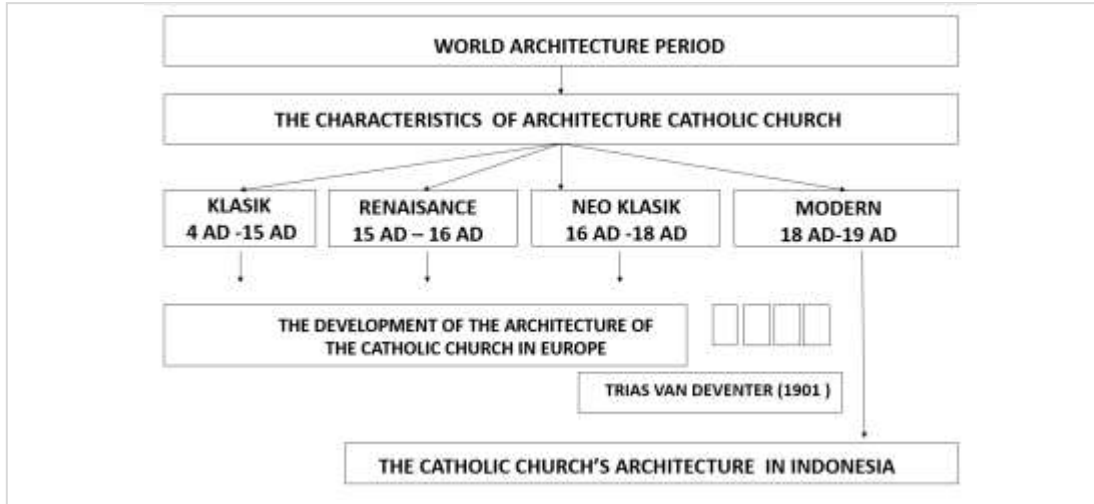 WORLD ARCHITECTURE PERIOD
THE CHARACTERISTICS OF ARCHITECTURE CATHOLIC CHURCH
KLASIK
4 AD -15 AD
RENAISANCE
15 AD – 16 AD
NEO KLASIK
16 AD -18 AD
MODERN
18 AD-19 AD
THE DEVELOPMENT OF THE ARCHITECTURE OF
THE CATHOLIC CHURCH IN EUROPE
TRIAS VAN DEVENTER (1901 )
THE CATHOLIC CHURCH'S ARCHITECTURE IN INDONESIA